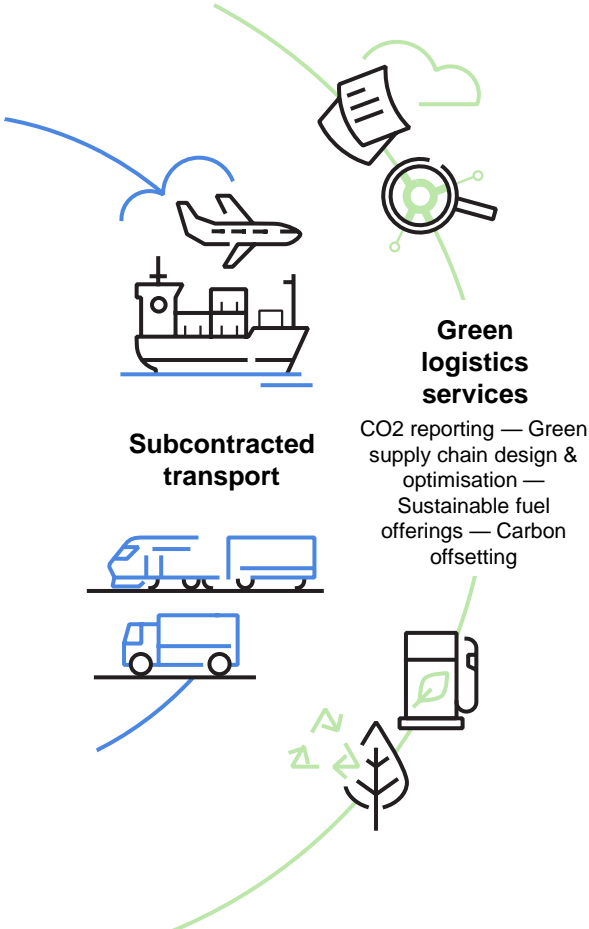 Green
logistics
services
CO2 reporting — Green
supply chain design &
optimisation —
Sustainable fuel
offerings — Carbon
offsetting
Subcontracted
transport